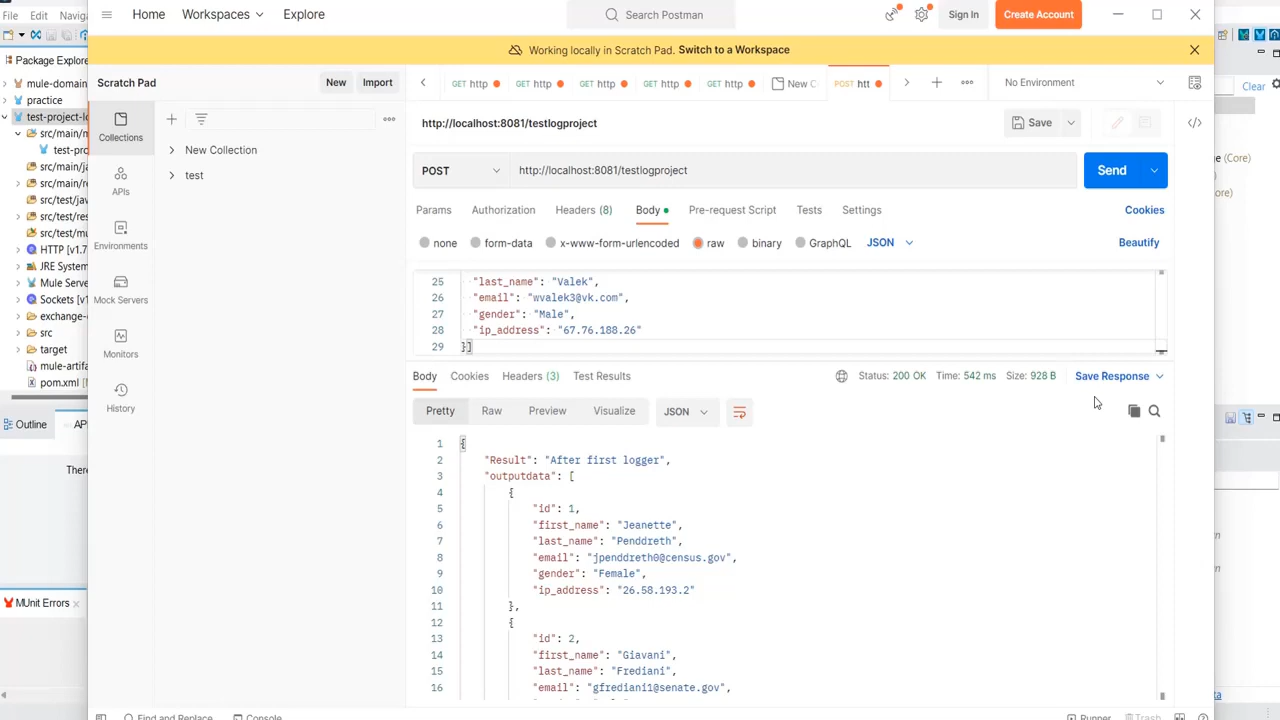 File Edit Naviga
Home Workspaces Explore Search Postman Sign In Create Account
Working locally in Scratch Pad. Switch to a Workspace
Package Explore
Scratch Pad New Import
GET http GET http GET http GET http GET http New C POST htt No Environment
Clear
mule-domain
practice
test-project-l
src/main/m
test-pro
src/main/ja
src/main/re
src/test/jav
src/test/res
src/test/mu
HTTP [v1.7
JRE System
Mule Serve
Sockets [v1
exchange-
src
target
mule-artifa
pom.xml
Outline
AP
Ther
MUnit Errors
Collections
APIs
Environments
Mock Servers
Monitors
History
New Collection
test
http://localhost:8081/testlogproject Save
POST http://localhost:8081/testlogproject Send
Params Authorization Headers (8) Body Pre-request Script Tests Settings Cookies
none form-data x-www-form-urlencoded raw binary GraphQL JSON Beautify
25 "last_name": "Valek",
26 "email": "wvalek3@vk.com",
27 "gender": "Male",
28 "ip_address": "67.76.188.26"
29 }]
Body Cookies Headers (3) Test Results Status: 200 OK Time: 542 ms Size: 928 B Save Response
Pretty Raw Preview Visualize JSON
1 {
2 "Result": "After first logger",
3 "outputdata": [
4 {
5 "id": 1,
6 "first_name": "Jeanette",
7 "last_name": "Penddreth",
8 "email": "jpenddreth0@census.gov",
9 "gender": "Female",
10 "ip_address": "26.58.193.2"
11 },
12 {
13 "id": 2,
14 "first_name": "Giavani",
15 "last_name": "Frediani",
16 "email": "gfrediani1@senate.gov",
Find and Replace Console Runner Trash
(Core)
(Core)